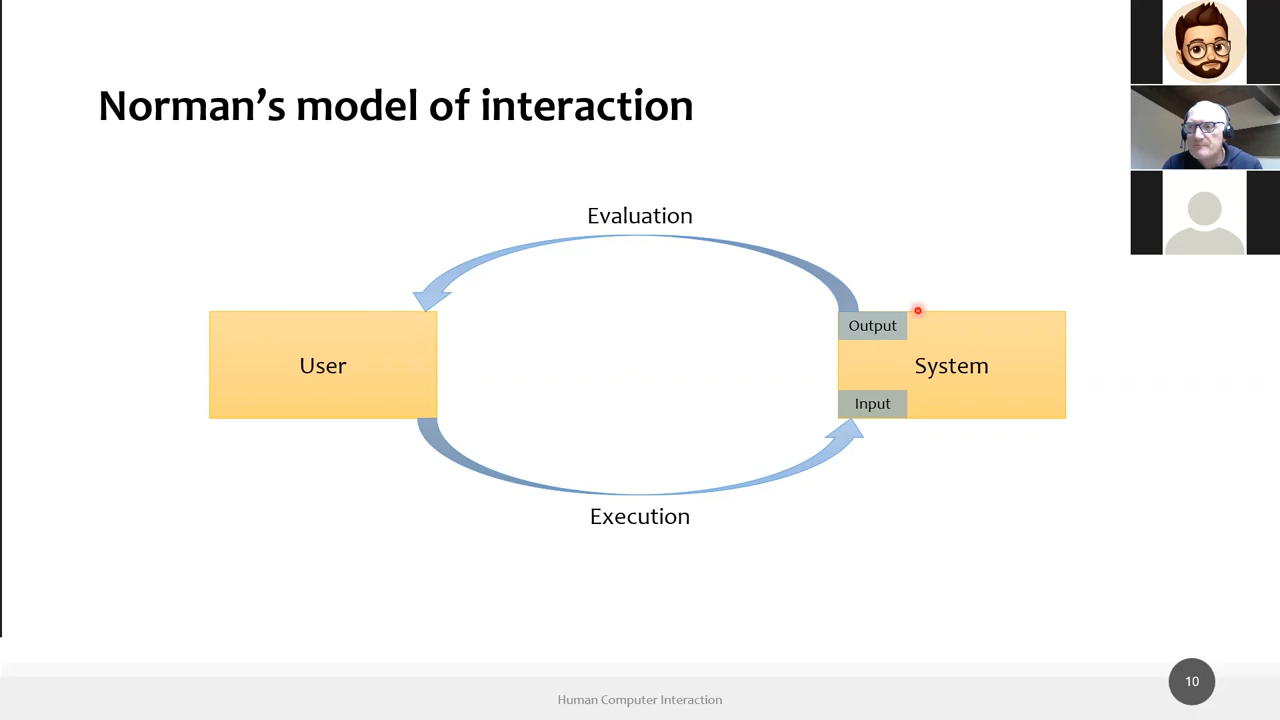 Norman’s model of interaction
Evaluation
User
Output
System
Input
Execution
Human Computer Interaction
10